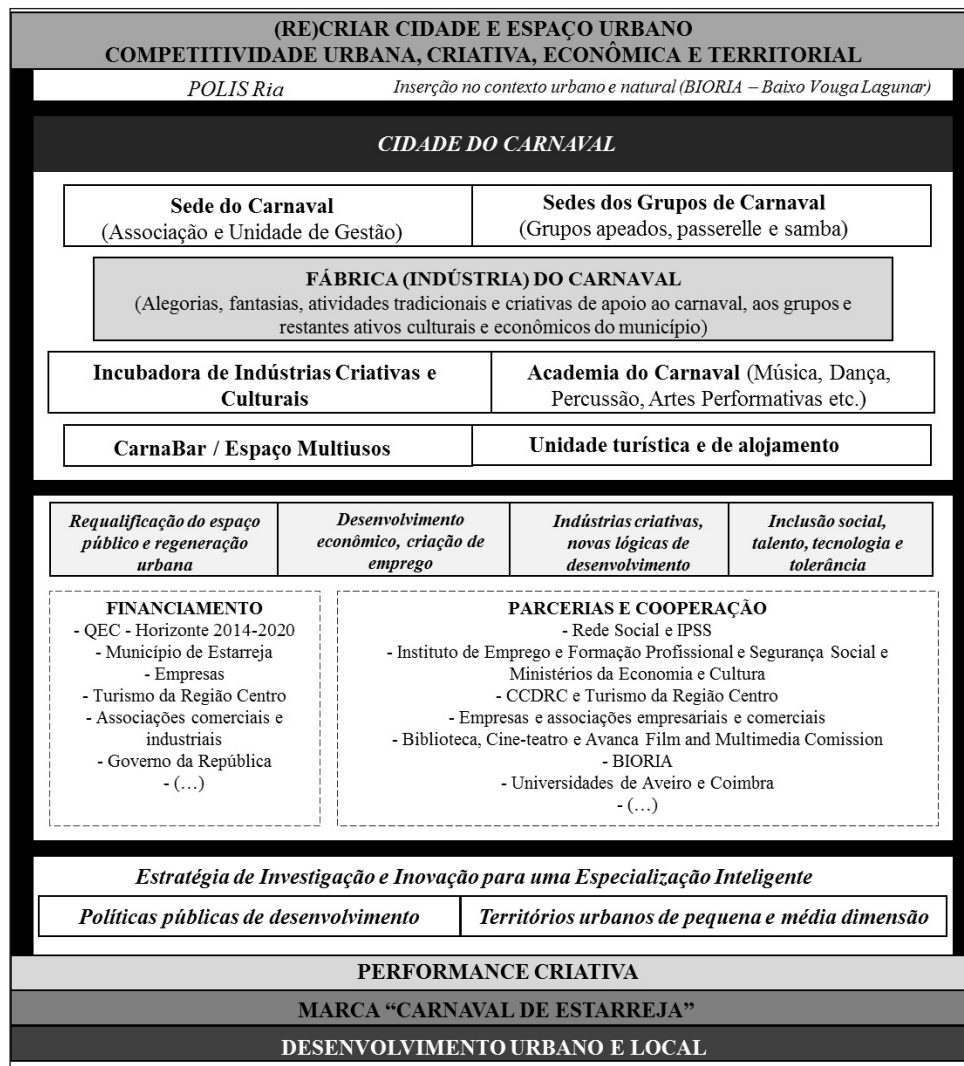 (RE)CRIAR CIDADE E ESPAÇO URBANO
COMPETITIVIDADE URBANA, CRIATIVA, ECONÔMICA E TERRITORIAL
POLIS Ria
Inserção no contexto urbano e natural (BIORIA – Baixo Vouga Lagunar)
CIDADE DO CARNAVAL
Sede do Carnaval
(Associação e Unidade de Gestão)
Sedes dos Grupos de Carnaval
(Grupos apeados, passerelle e samba)
FÁBRICA (INDÚSTRIA) DO CARNAVAL
(Alegorias, fantasias, atividades tradicionais e criativas de apoio ao carnaval, aos grupos e
restantes ativos culturais e econômicos do município)
Incubadora de Indústrias Criativas e
Culturais
Academia do Carnaval (Música, Dança,
Percussão, Artes Performativas etc.)
CarnaBar / Espaço Multiusos
Unidade turística e de alojamento
Requalificação do espaço
público e regeneração
urbana
Desenvolvimento
econômico, criação de
emprego
Indústrias criativas,
novas lógicas de
desenvolvimento
Inclusão social,
talento, tecnologia e
tolerância
FINANCIAMENTO
- QEC - Horizonte 2014-2020
- Município de Estarreja
- Empresas
- Turismo da Região Centro
- Associações comerciais e
industriais
- Governo da República
- (…)
PARCERIAS E COOPERAÇÃO
- Rede Social e IPSS
- Instituto de Emprego e Formação Profissional e Segurança Social e
Ministérios da Economia e Cultura
- CCDRC e Turismo da Região Centro
- Empresas e associações empresariais e comerciais
- Biblioteca, Cine-teatro e Avanca Film and Multimedia Comission
- BIORIA
- Universidades de Aveiro e Coimbra
- (…)
Estratégia de Investigação e Inovação para uma Especialização Inteligente
Políticas públicas de desenvolvimento
Territórios urbanos de pequena e média dimensão
PERFORMANCE CRIATIVA
MARCA “CARNAVAL DE ESTARREJA”
DESENVOLVIMENTO URBANO E LOCAL